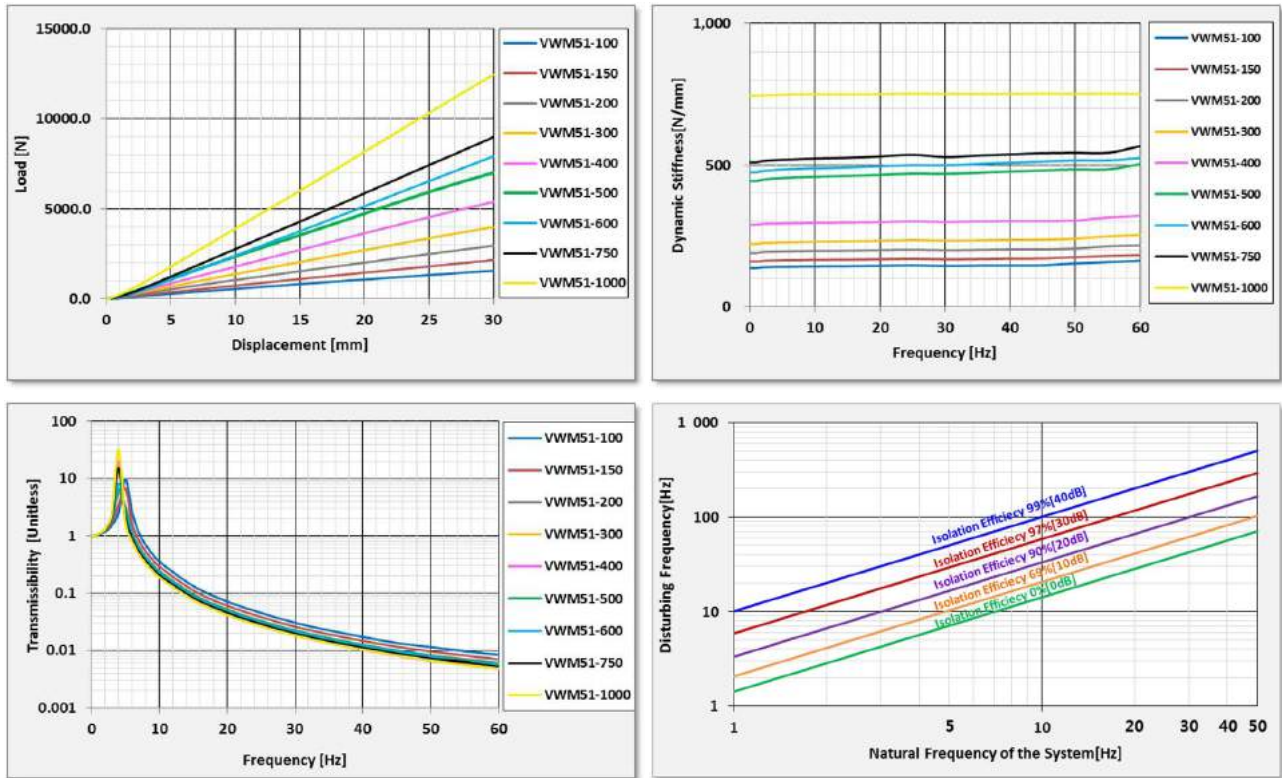 15000.0
10000.0
5000.0
0.0
Load [N]
0 5 10 15 20 25 30
Displacement [mm]
VWM51-100
VWM51-150
VWM51-200
VWM51-300
VWM51-400
VWM51-500
VWM51-600
VWM51-750
VWM51-1000
1,000
500
0
Dynamic Stiffness[N/mm]
0 10 20 30 40 50 60
Frequency [Hz]
VWM51-100
VWM51-150
VWM51-200
VWM51-300
VWM51-400
VWM51-500
VWM51-600
VWM51-750
VWM51-1000
100
10
1
0.1
0.01
0.001
Transmissibility [Unitless]
0 10 20 30 40 50 60
Frequency [Hz]
VWM51-100
VWM51-150
VWM51-200
VWM51-300
VWM51-400
VWM51-500
VWM51-600
VWM51-750
VWM51-1000
1 000
100
10
1
Disturbing Frequency[Hz]
Isolation Efficiecy 99%[40dB]
Isolation Efficiecy 97%[30dB]
Isolation Efficiecy 90%[20dB]
Isolation Efficiecy 69%[10dB]
Isolation Efficiecy 0%[0dB]
1 5 10 20 30 40 50
Natural Frequency of the System[Hz]